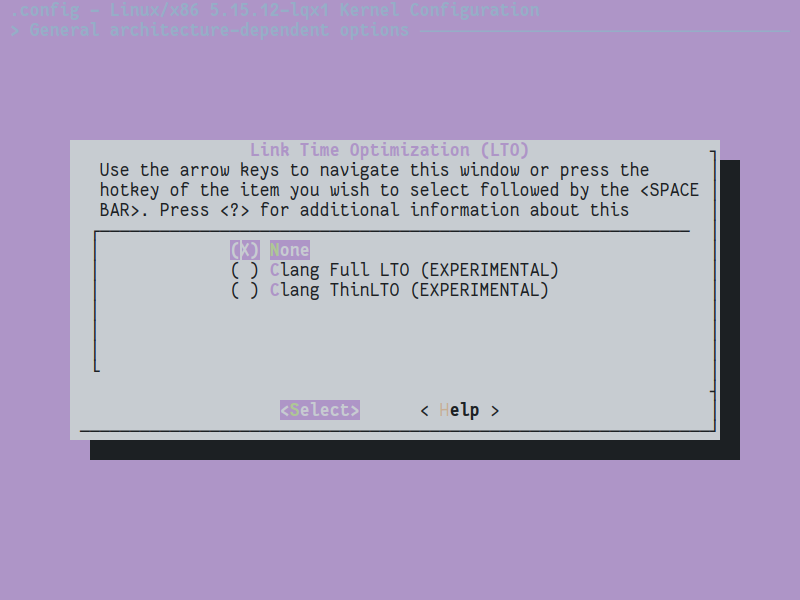 .config - Linux/x86 5.15.12-lqx1 Kernel Configuration
> General architecture-dependent options
Link Time Optimization (LTO)
Use the arrow keys to navigate this window or press the
hotkey of the item you wish to select followed by the <SPACE
BAR>. Press <?> for additional information about this
(X) None
( ) Clang Full LTO (EXPERIMENTAL)
( ) Clang ThinLTO (EXPERIMENTAL)
<Select> < Help >